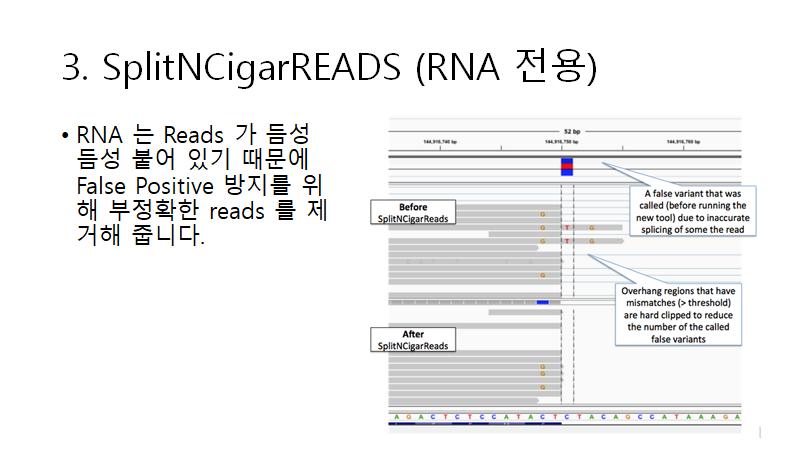 3. SplitNCigarREADS (RNA 전용)
• RNA 는 Reads 가 듬성
듬성 붙어 있기 때문에
False Positive 방지를 위
해 부정확한 reads 를 제
거해 줍니다.
52 bp
144,916,740 bp 144,916,750 bp 144,916,760 bp
A false variant that was
called (before running the
new tool) due to inaccurate
splicing of some the read
Before
SplitNCigarReads
G
G T G
G T G
G
Overhang regions that have
mismatches (> threshold)
are hard clipped to reduce
the number of the called
false variants
After
SplitNCigarReads
G
G
G
A G A C T C T C C A T A C T C T A C A G C C A T A A A G A